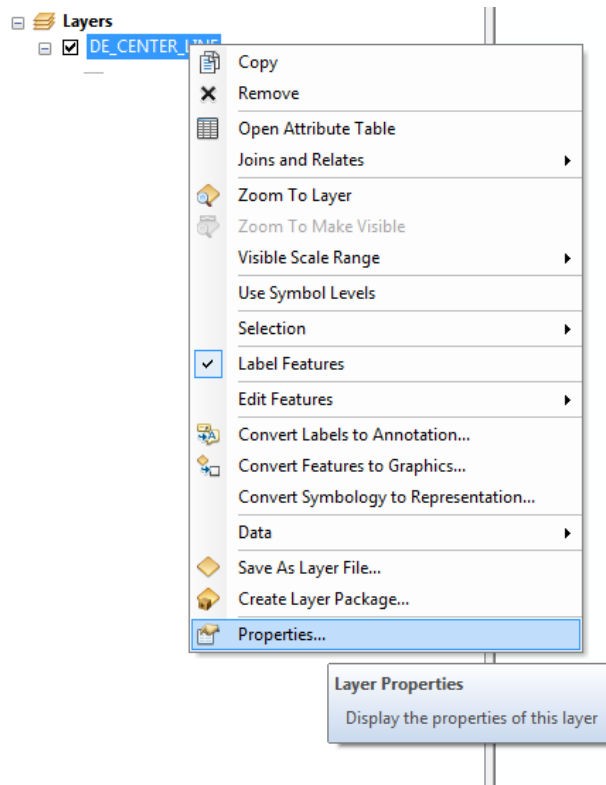 Layers
DE_CENTER_LINE
Copy
Remove
Open Attribute Table
Joins and Relates
Zoom To Layer
Zoom To Make Visible
Visible Scale Range
Use Symbol Levels
Selection
Label Features
Edit Features
Convert Labels to Annotation...
Convert Features to Graphics...
Convert Symbology to Representation...
Data
Save As Layer File...
Create Layer Package...
Properties...
Layer Properties
Display the properties of this layer